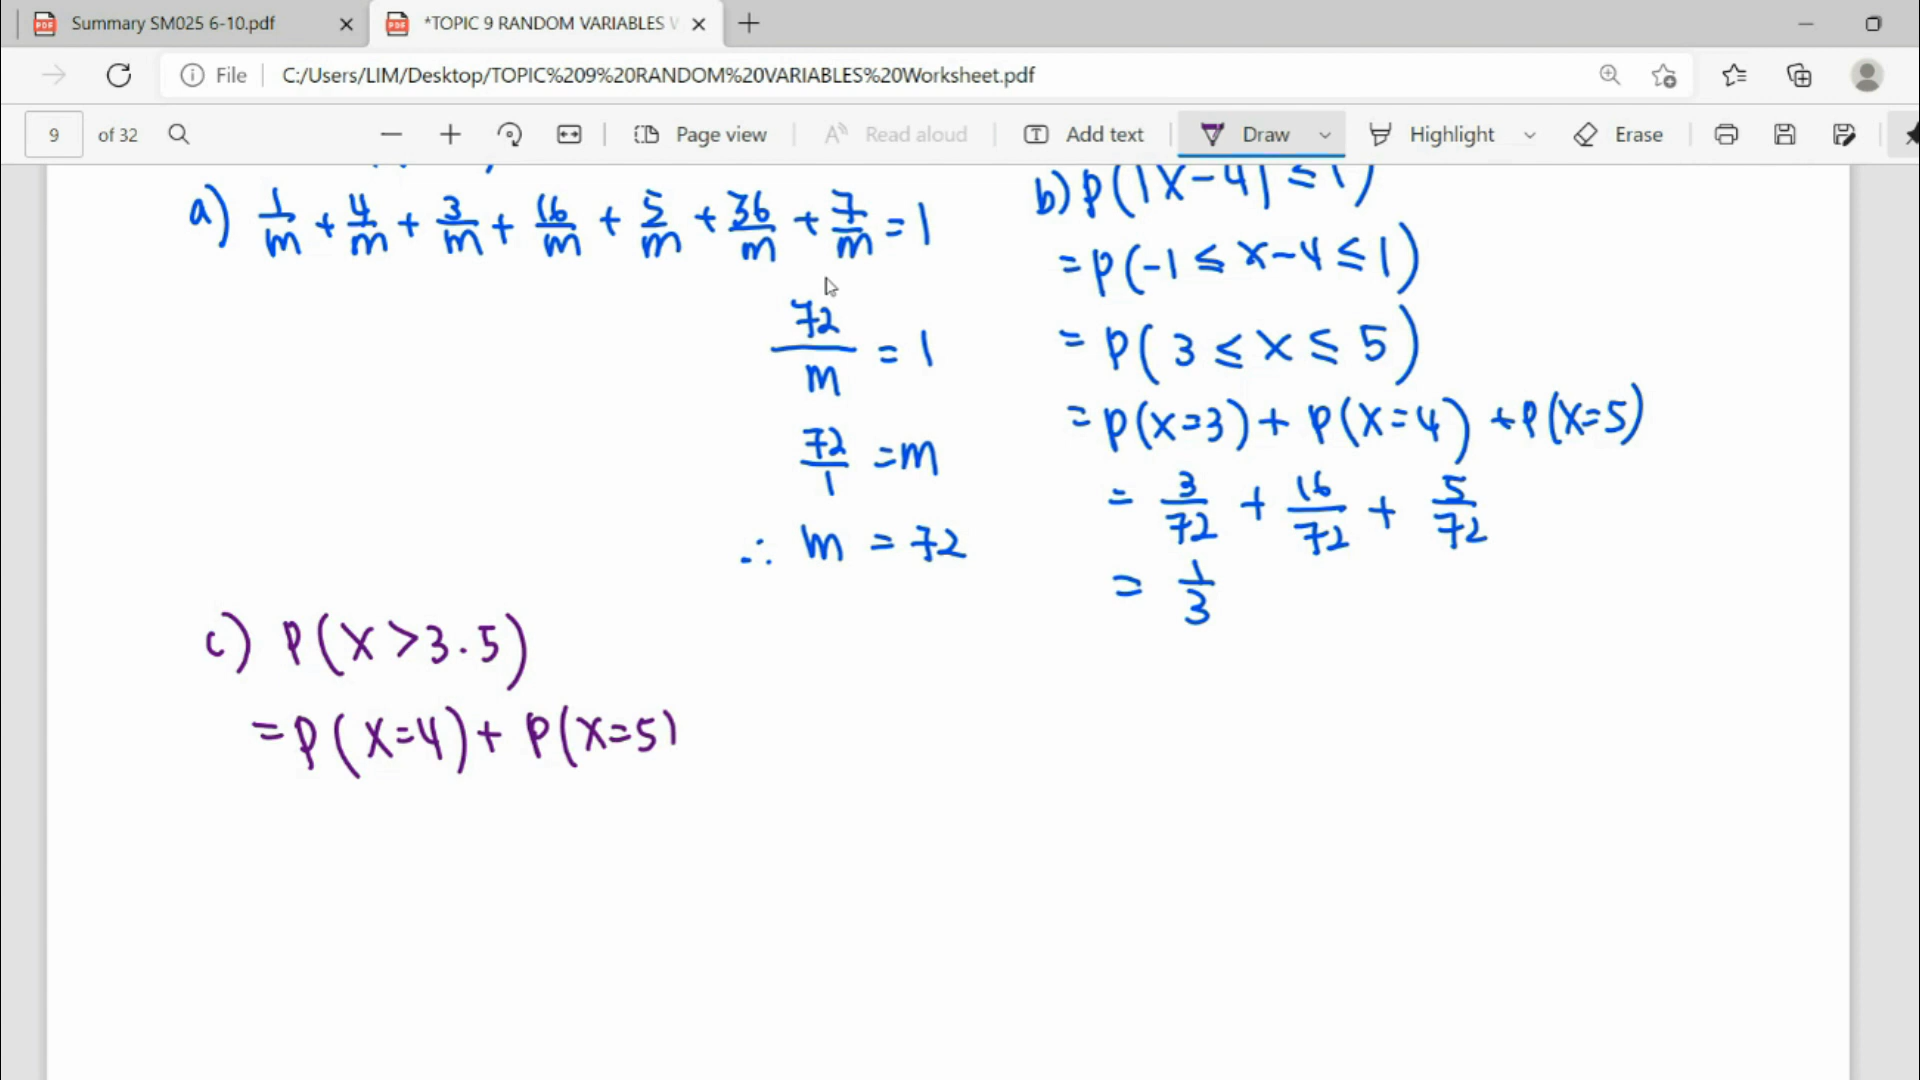 Summary SM025 6-10.pdf
*TOPIC 9 RANDOM VARIABLES
File C:/Users/LIM/Desktop/TOPIC%209%20RANDOM%20VARIABLES%20Worksheet.pdf
9 of 32 Page view Read aloud Add text Draw Highlight Erase
a) 1/m + 4/m + 3/m + 16/m + 5/m + 36/m + 7/m = 1
72/m = 1
72/1 = m
∴ m = 72
b) P(|X-4| ≤ 1)
= P(-1 ≤ x-4 ≤ 1)
= P(3 ≤ x ≤ 5)
= P(X=3) + P(X=4) + P(X=5)
= 3/72 + 16/72 + 5/72
= 1/3
c) P(X > 3.5)
= P(X=4) + P(X=5)